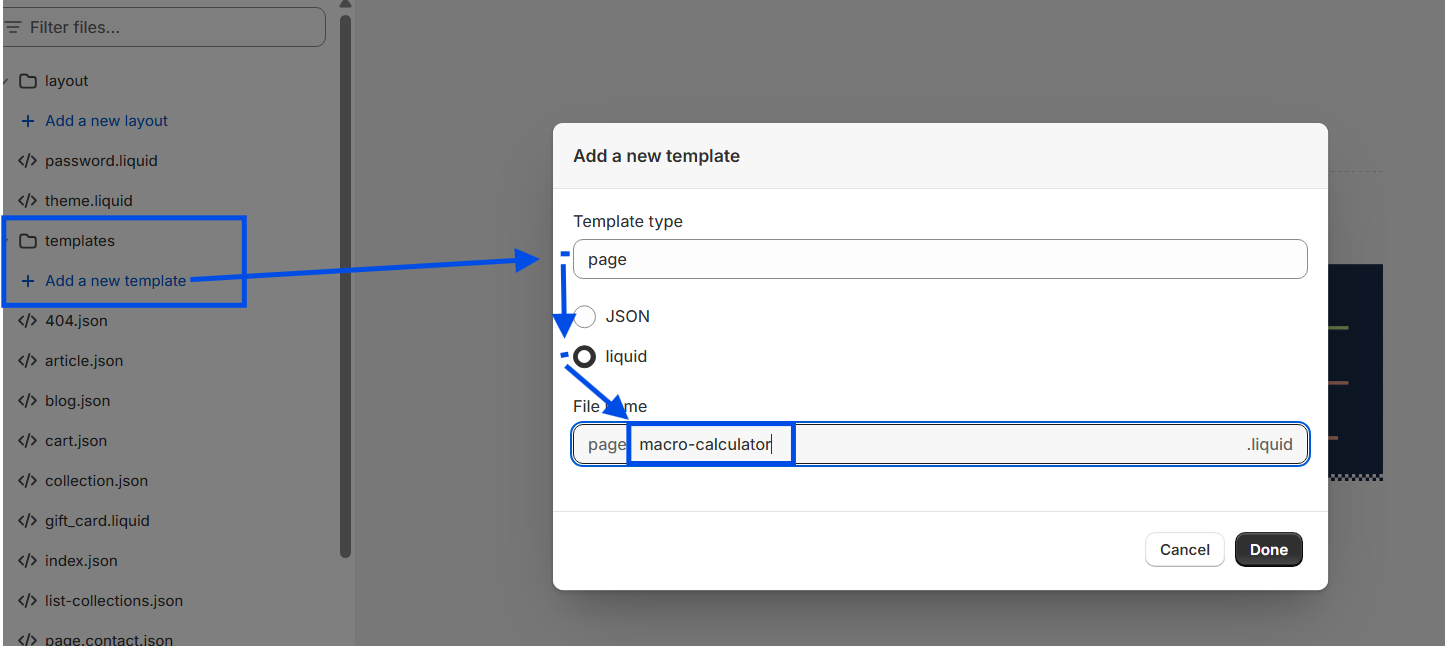 Filter files...
layout
Add a new layout
password.liquid
theme.liquid
templates
Add a new template
404.json
article.json
blog.json
cart.json
collection.json
gift_card.liquid
index.json
list-collections.json
page.contact.json
Add a new template
Template type
page
JSON
liquid
File name
page macro-calculator .liquid
Cancel Done